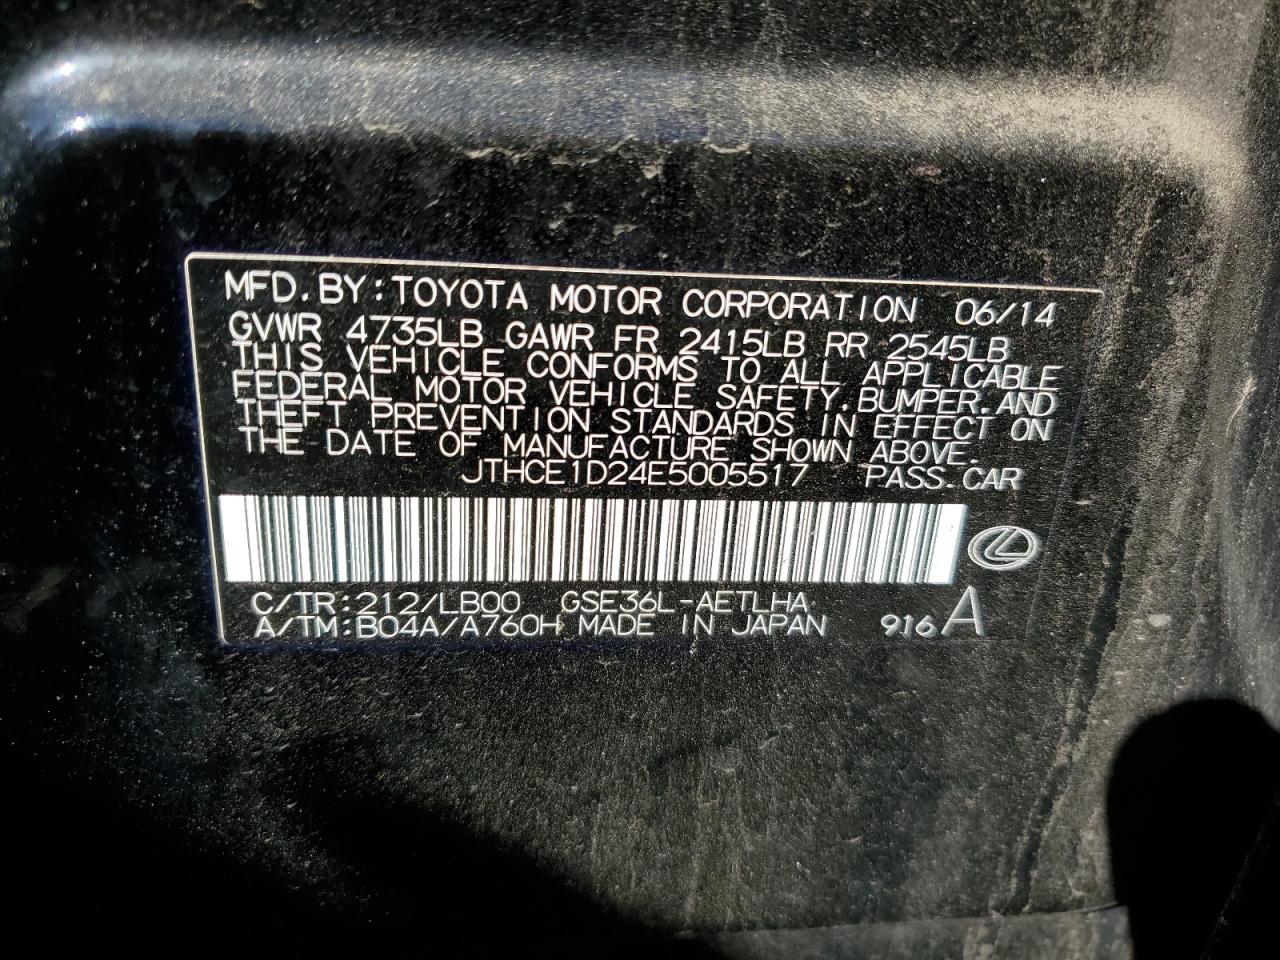 MFD. BY: TOYOTA MOTOR CORPORATION 06/14
GVWR 4735LB GAWR FR 2415LB RR 2545LB
THIS VEHICLE CONFORMS TO ALL APPLICABLE
FEDERAL MOTOR VEHICLE SAFETY, BUMPER, AND
THEFT PREVENTION STANDARDS IN EFFECT ON
THE DATE OF MANUFACTURE SHOWN ABOVE.
JTHCE1D24E5005517 PASS. CAR
C/TR: 212/LB00 GSE36L-AETLHA
A/TM: B04A/A760H MADE IN JAPAN 916 A